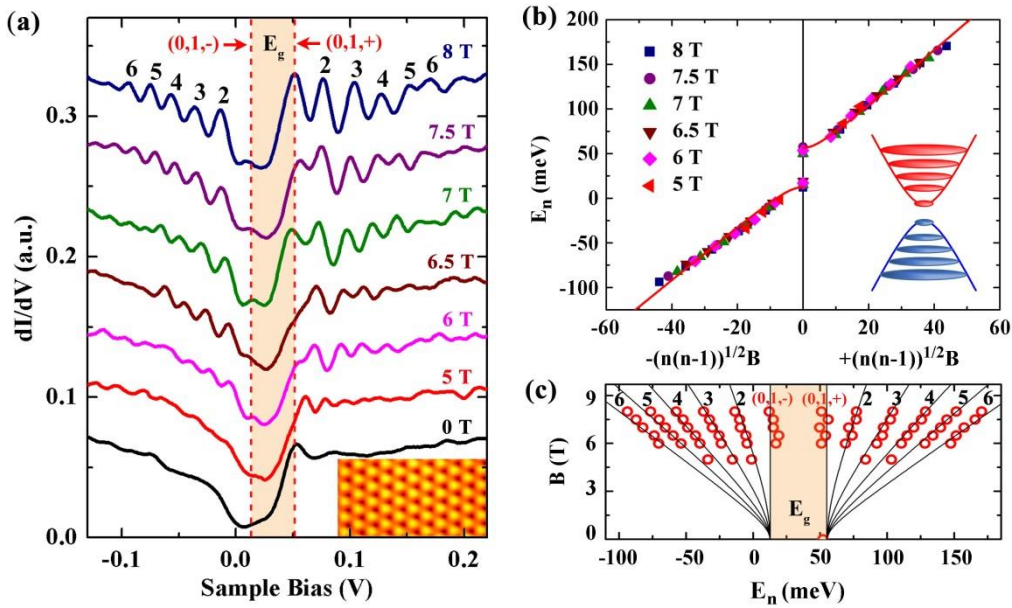 (a)
(0,1,-)
E_g
(0,1,+)
8 T
6 5 4 3 2
2 3 4 5 6
7.5 T
7 T
6.5 T
6 T
5 T
0 T
0.3
0.2
0.1
0.0
dI/dV (a.u.)
-0.1 0.0 0.1 0.2
Sample Bias (V)
(b)
200
150
100
50
0
-50
-100
E_n (meV)
8 T
7.5 T
7 T
6.5 T
6 T
5 T
-60 -40 -20 0 20 40 60
-(n(n-1))^1/2B +(n(n-1))^1/2B
(c)
9
6
3
0
B (T)
6 5 4 3 2 (0,1,-) (0,1,+) 2 3 4 5 6
E_g
-100 -50 0 50 100 150
E_n (meV)